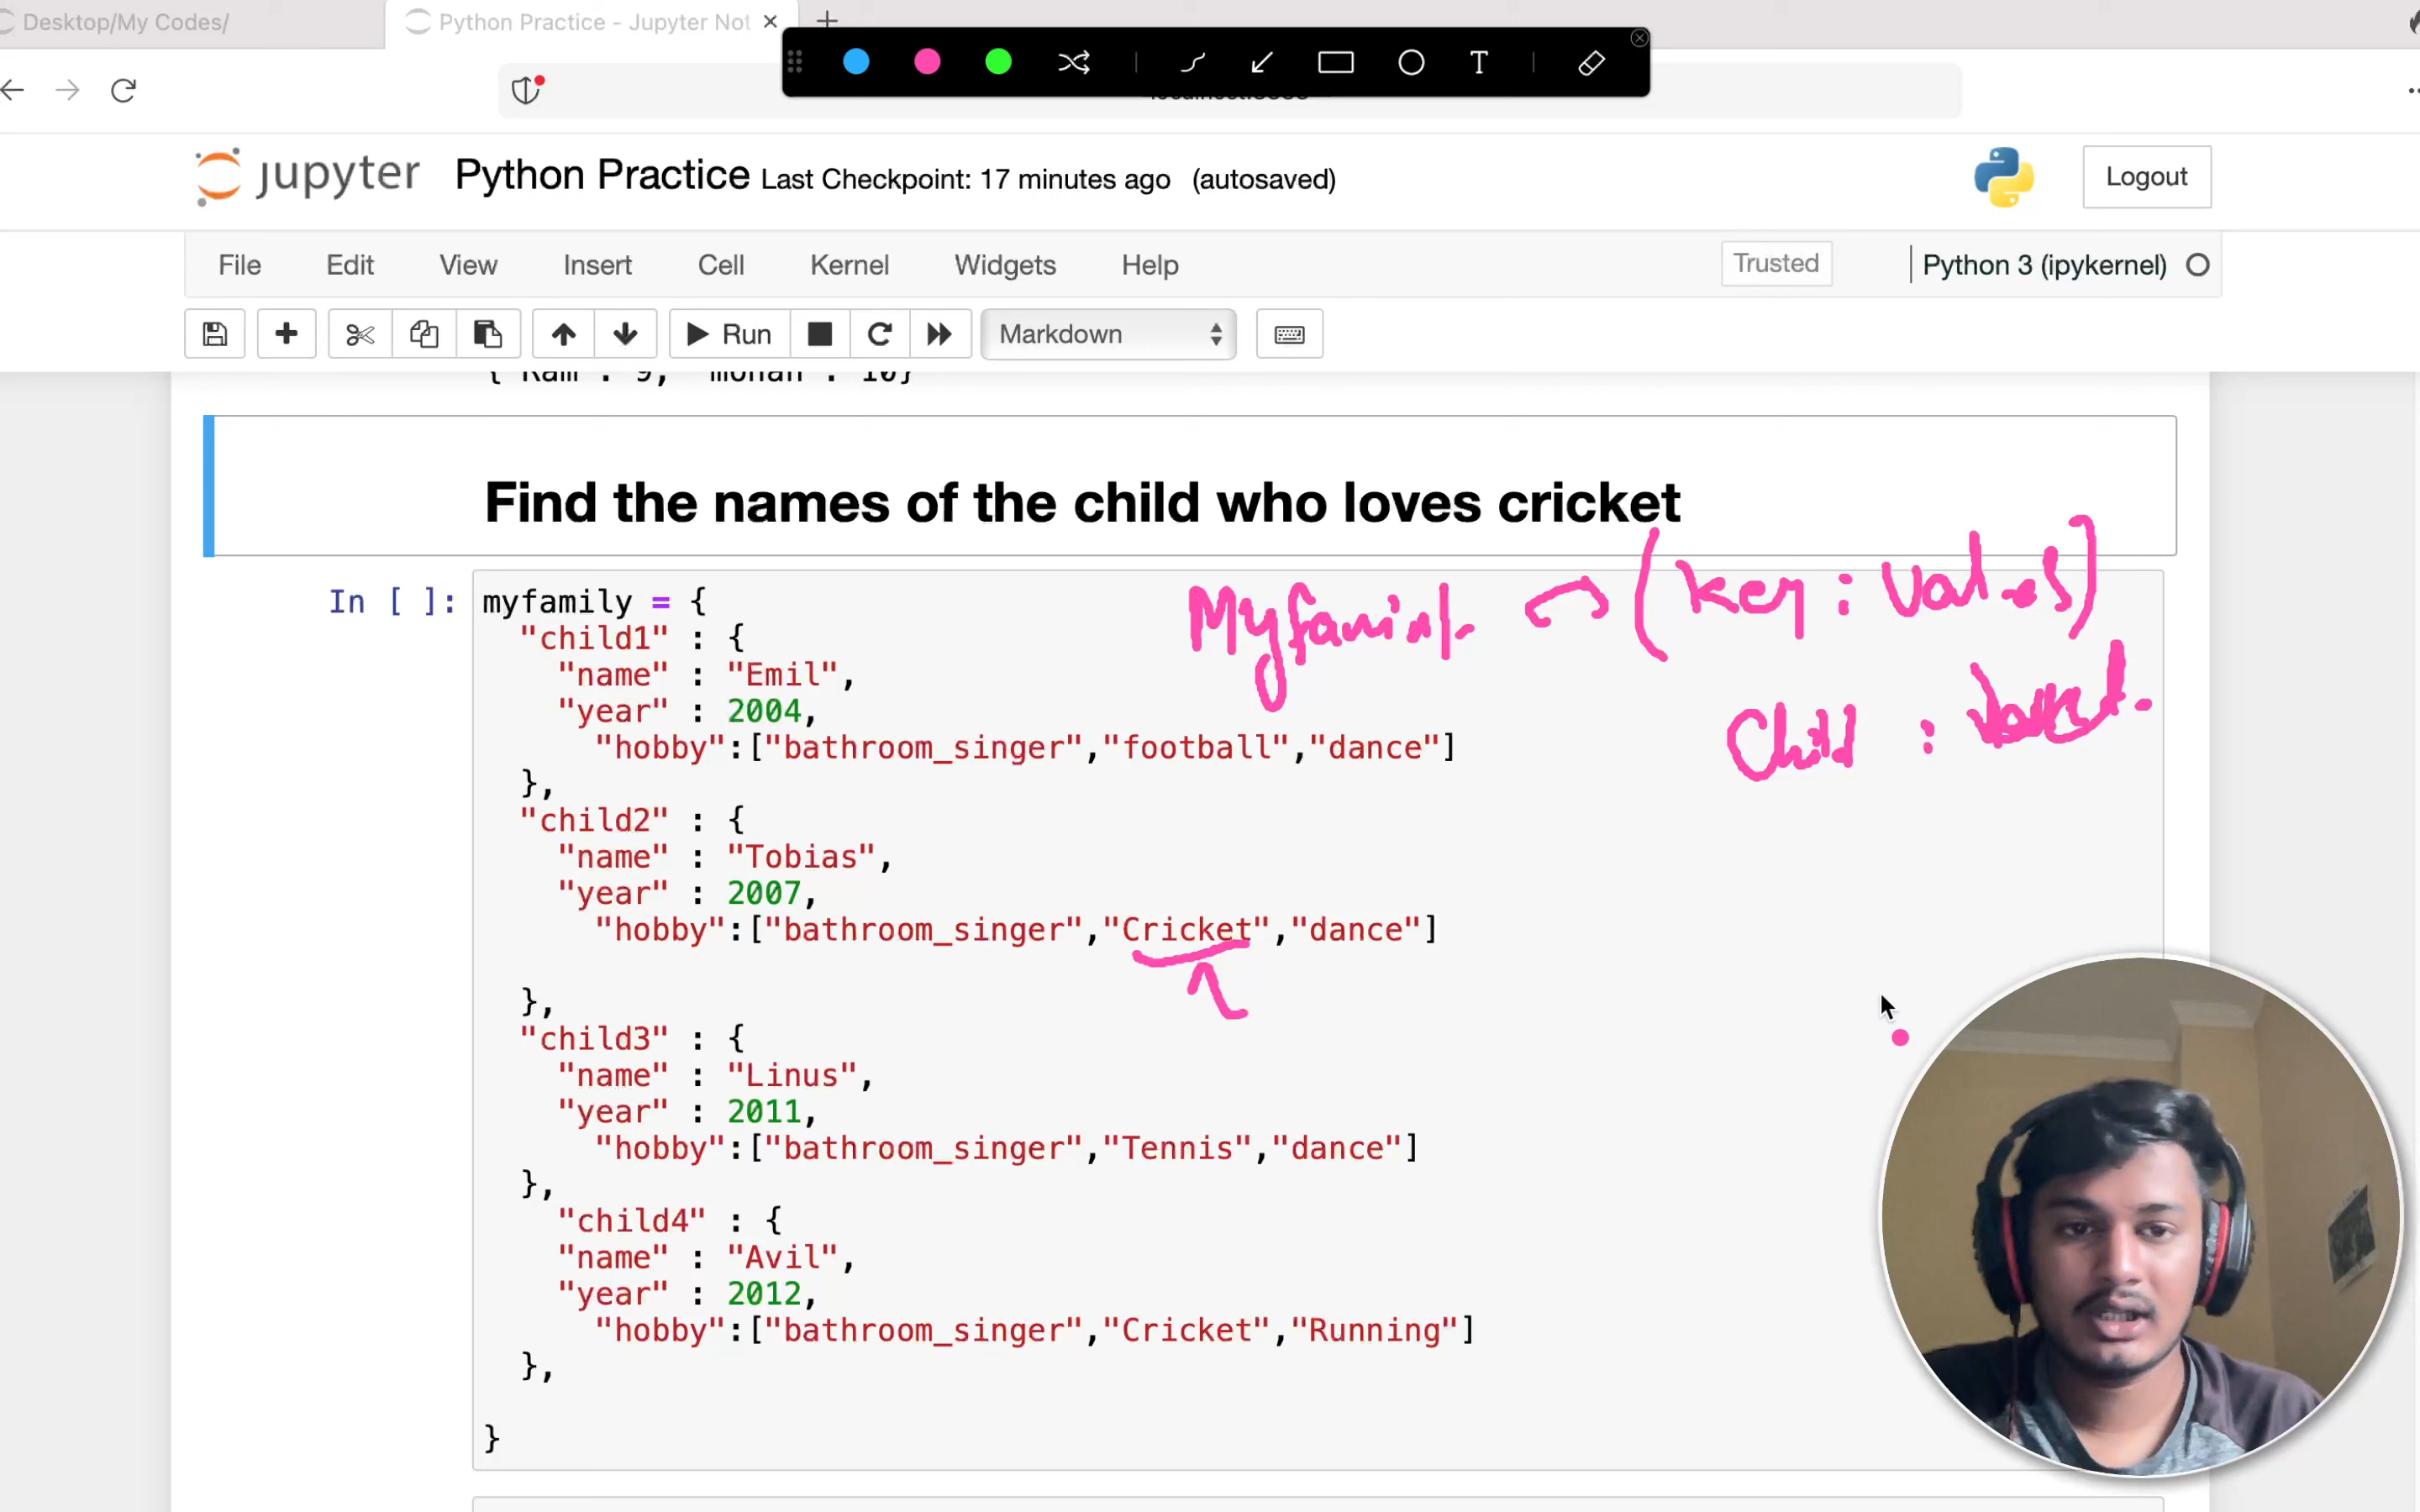 Desktop/My Codes/
Python Practice - Jupyter Not
T
jupyter Python Practice Last Checkpoint: 17 minutes ago (autosaved)
Logout
File Edit View Insert Cell Kernel Widgets Help
Trusted
Python 3 (ipykernel)
Run
Markdown
Find the names of the child who loves cricket
In [ ]:
myfamily = {
"child1" : {
"name" : "Emil",
"year" : 2004,
"hobby":["bathroom_singer","football","dance"]
},
"child2" : {
"name" : "Tobias",
"year" : 2007,
"hobby":["bathroom_singer","Cricket","dance"]
},
"child3" : {
"name" : "Linus",
"year" : 2011,
"hobby":["bathroom_singer","Tennis","dance"]
},
"child4" : {
"name" : "Avil",
"year" : 2012,
"hobby":["bathroom_singer","Cricket","Running"]
},
}
(key :
Child :